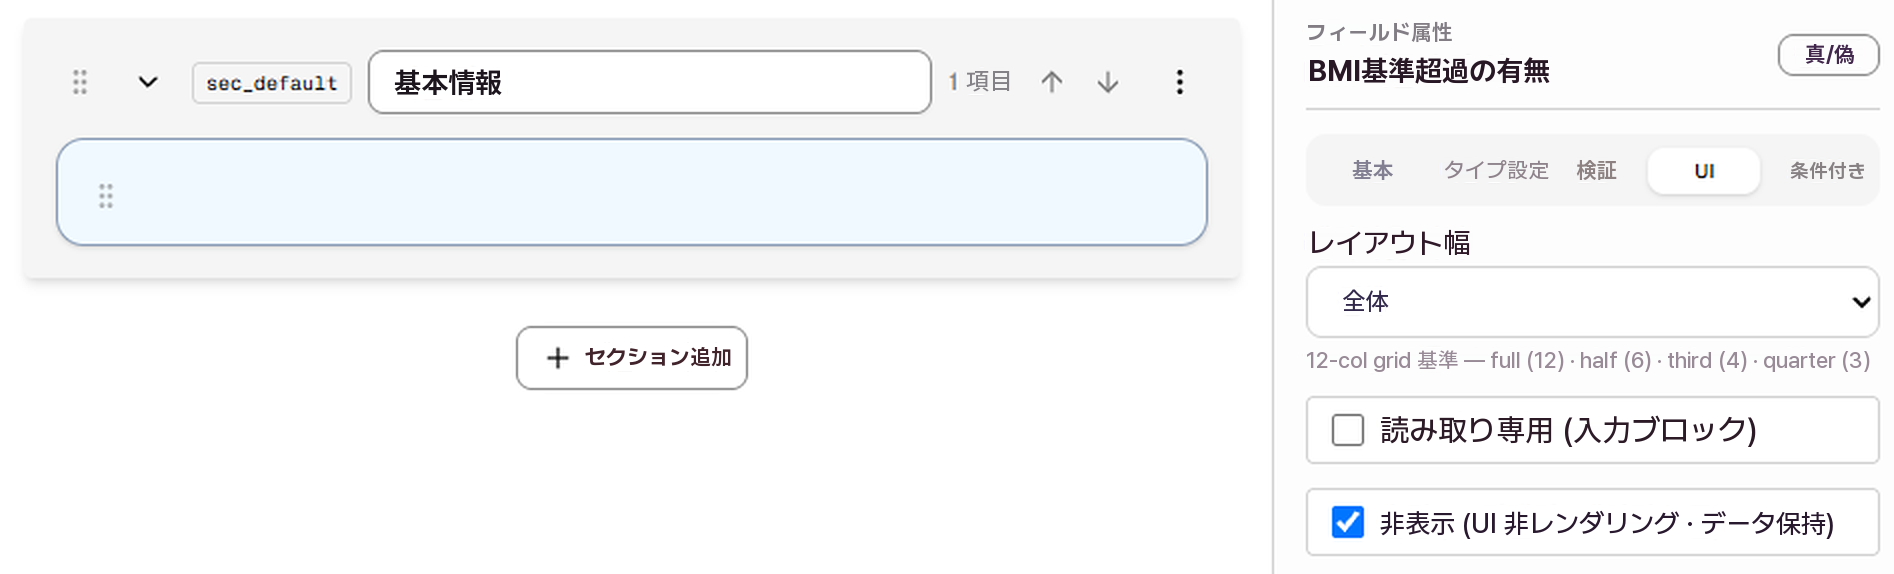 sec_default
基本情報
1 項目
セクション追加
フィールド属性
BMI基準超過の有無
真/偽
基本
タイプ設定
検証
UI
条件付き
レイアウト幅
全体
12-col grid 基準 — full (12) · half (6) · third (4) · quarter (3)
読み取り専用 (入力ブロック)
非表示 (UI 非レンダリング · データ保持)